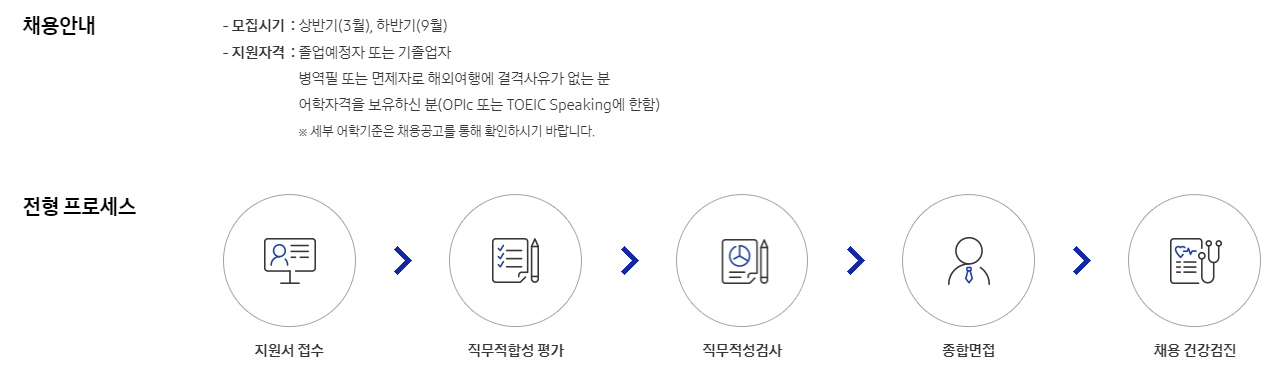 채용안내
- 모집시기 : 상반기(3월), 하반기(9월)
- 지원자격 : 졸업예정자 또는 기졸업자
병역필 또는 면제자로 해외여행에 결격사유가 없는 분
어학자격을 보유하신 분(OPIc 또는 TOEIC Speaking에 한함)
※ 세부 어학기준은 채용공고를 통해 확인하시기 바랍니다.
전형 프로세스
지원서 접수
직무적합성 평가
직무적성검사
종합면접
채용 건강검진